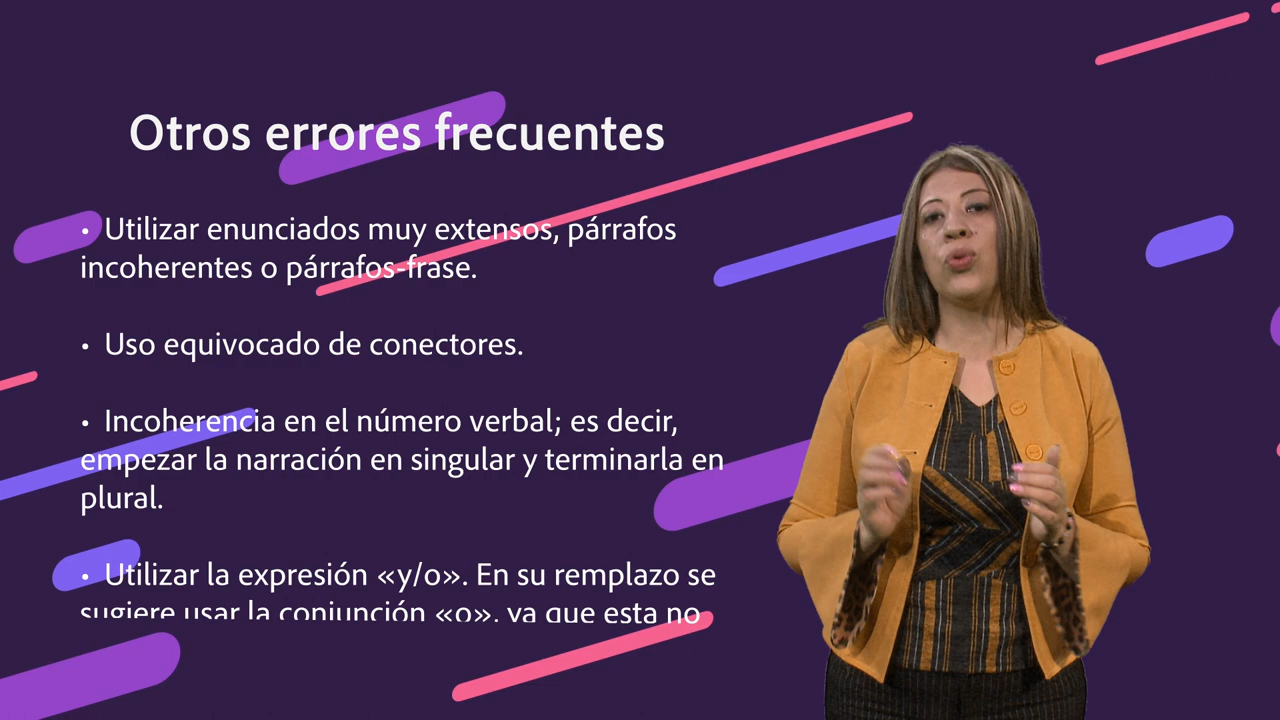 Otros errores frecuentes
• Utilizar enunciados muy extensos, párrafos
incoherentes o párrafos-frase.
• Uso equivocado de conectores.
• Incoherencia en el número verbal; es decir,
empezar la narración en singular y terminarla en
plural.
• Utilizar la expresión «y/o». En su remplazo se
sugiere usar la conjunción «o», ya que esta no